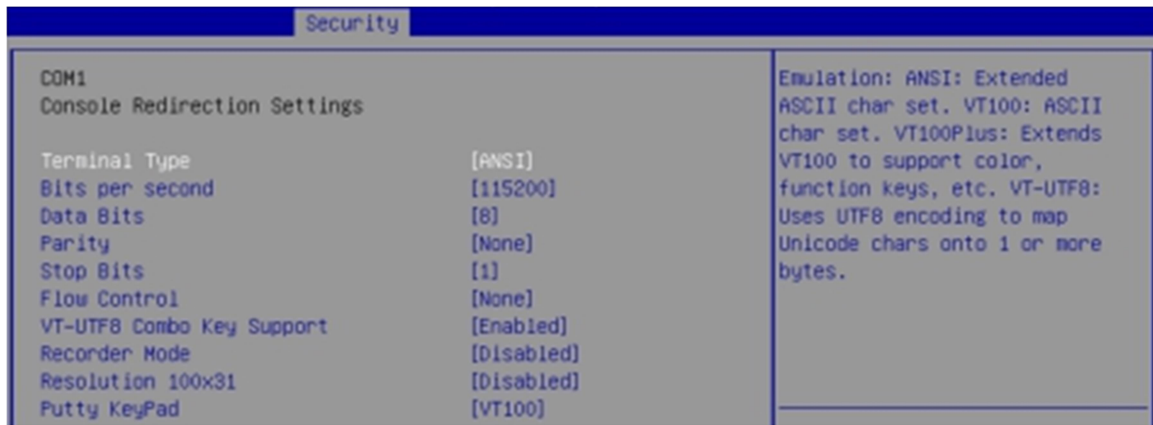 Security
COM1
Console Redirection Settings
Terminal Type [ANSI]
Bits per second [115200]
Data Bits [8]
Parity [None]
Stop Bits [1]
Flow Control [None]
VT-UTF8 Combo Key Support [Enabled]
Recorder Mode [Disabled]
Resolution 100x31 [Disabled]
Putty KeyPad [VT100]
Emulation: ANSI: Extended
ASCII char set. VT100: ASCII
char set. VT100Plus: Extends
VT100 to support color,
function keys, etc. VT-UTF8:
Uses UTF8 encoding to map
Unicode chars onto 1 or more
bytes.